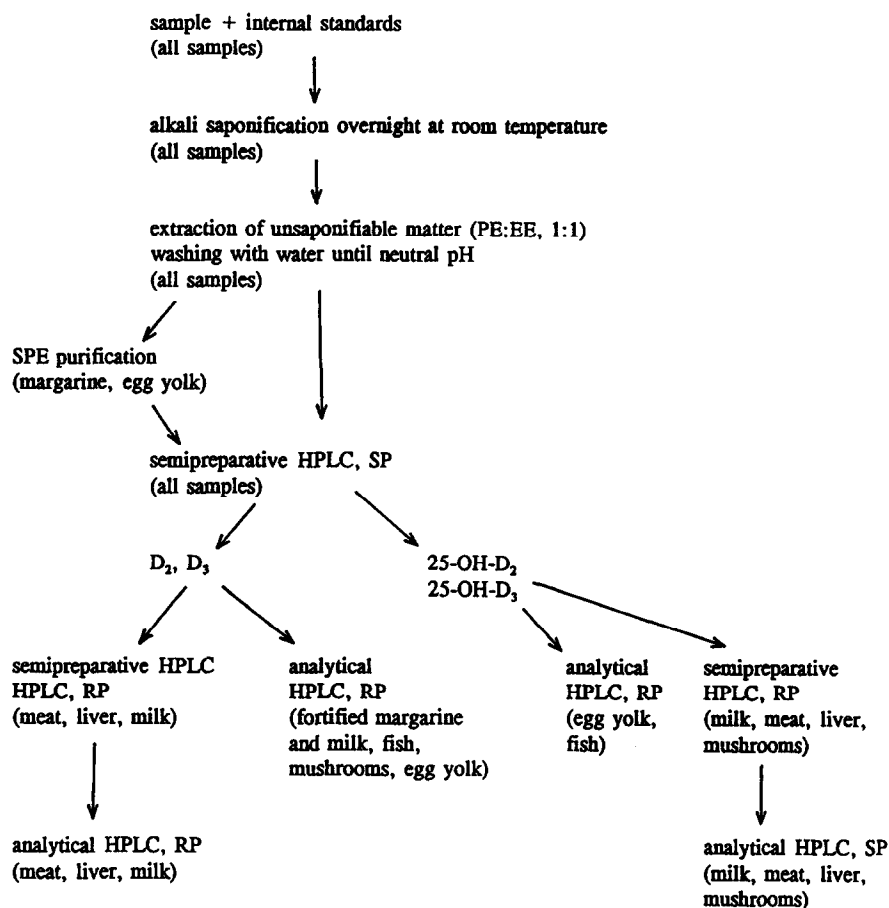 sample + internal standards
(all samples)
alkali saponification overnight at room temperature
(all samples)
extraction of unsaponifiable matter (PE:EE, 1:1)
washing with water until neutral pH
(all samples)
SPE purification
(margarine, egg yolk)
semipreparative HPLC, SP
(all samples)
D₂, D₃
25-OH-D₂
25-OH-D₃
semipreparative HPLC
HPLC, RP
(meat, liver, milk)
analytical
HPLC, RP
(fortified margarine
and milk, fish,
mushrooms, egg yolk)
analytical
HPLC, RP
(egg yolk,
fish)
semipreparative
HPLC, RP
(milk, meat, liver,
mushrooms)
analytical HPLC, RP
(meat, liver, milk)
analytical HPLC, SP
(milk, meat, liver,
mushrooms)